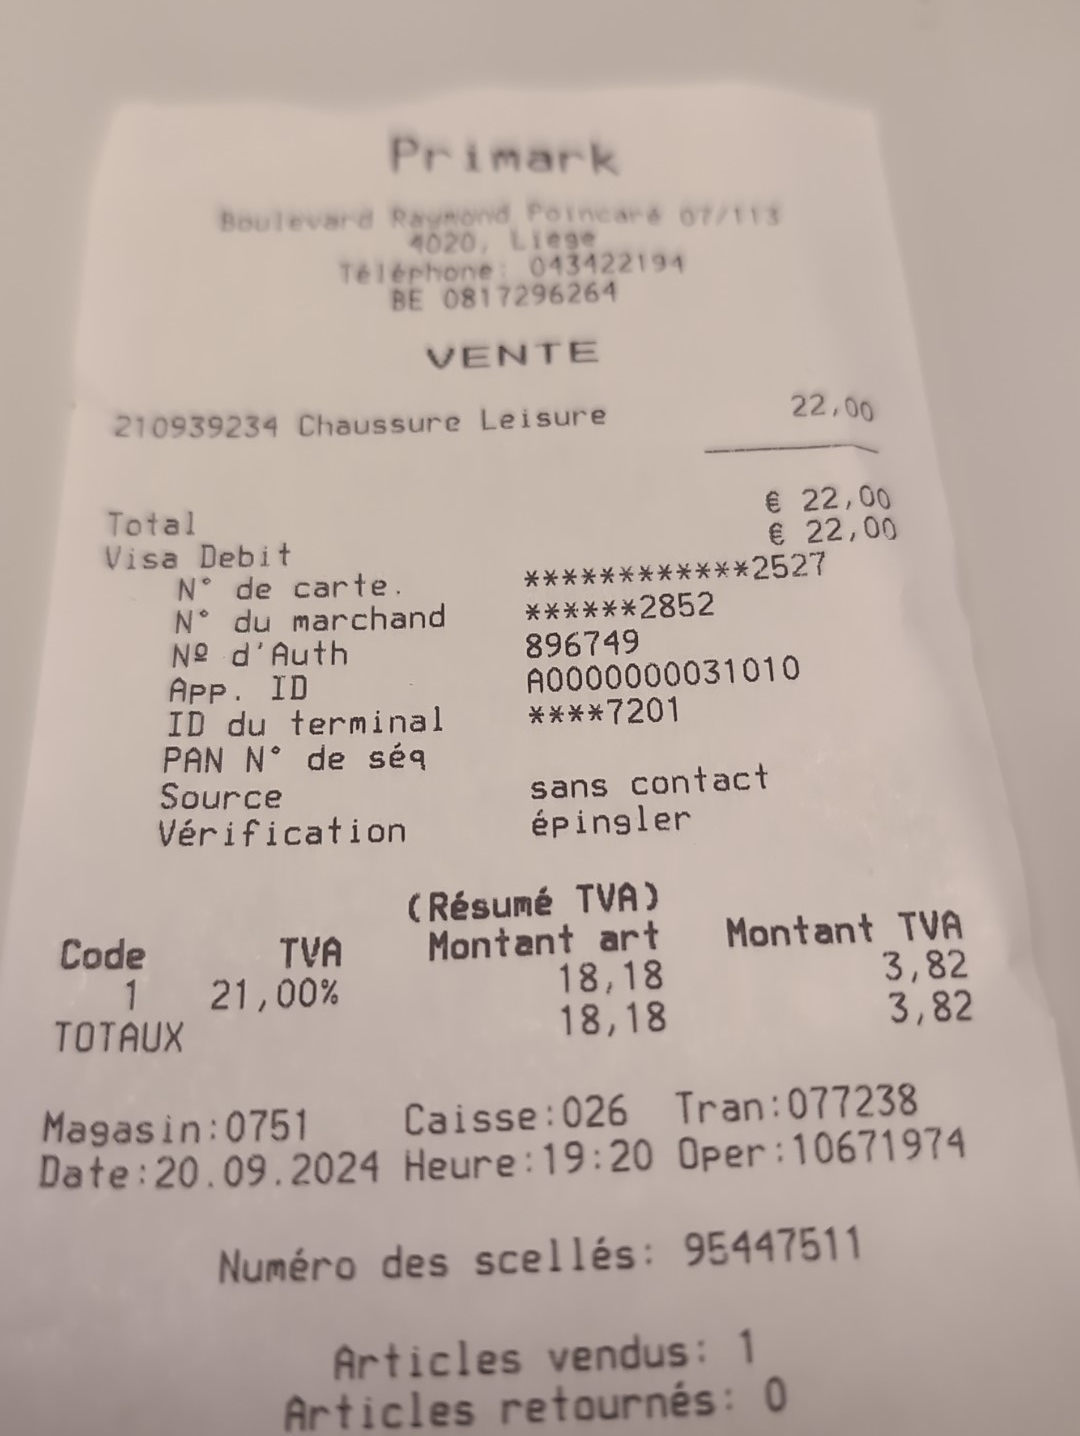 Primark
Boulevard Raymond Poincaré 07/113
4020, Liège
Téléphone: 043422194
BE 0817296264
VENTE
210939234 Chaussure Leisure 22,00
Total € 22,00
Visa Debit € 22,00
N° de carte. ************2527
N° du marchand ******2852
Nº d'Auth 896749
App. ID A0000000031010
ID du terminal ****7201
PAN N° de séq
Source sans contact
Vérification épingler
(Résumé TVA)
Code TVA Montant art Montant TVA
1 21,00% 18,18 3,82
TOTAUX 18,18 3,82
Magasin:0751 Caisse:026 Tran:077238
Date:20.09.2024 Heure:19:20 Oper:10671974
Numéro des scellés: 95447511
Articles vendus: 1
Articles retournés: 0